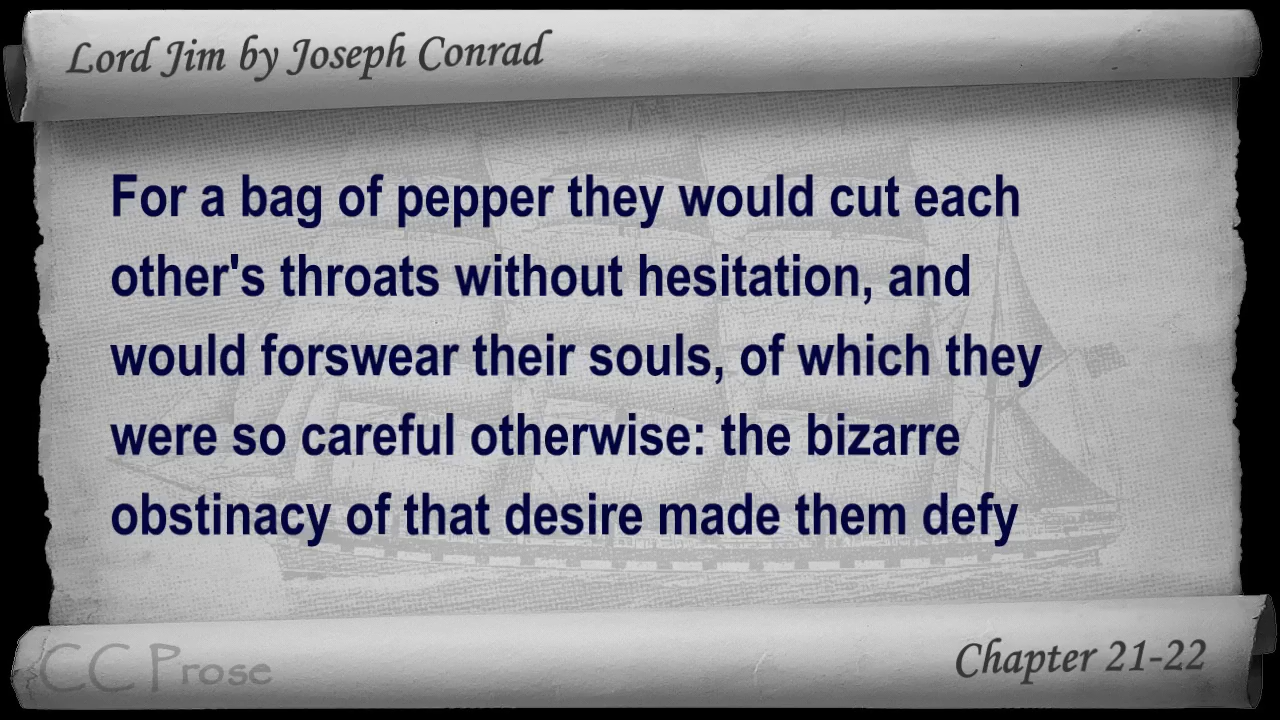 Lord Jim by Joseph Conrad
For a bag of pepper they would cut each
other's throats without hesitation, and
would forswear their souls, of which they
were so careful otherwise: the bizarre
obstinacy of that desire made them defy
CC Prose
Chapter 21-22